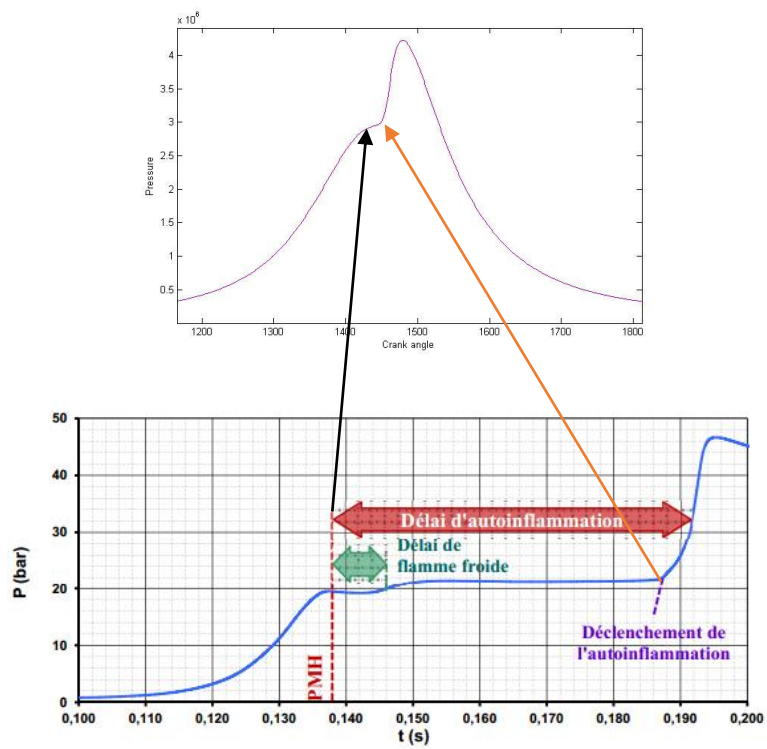 x 10⁶
4
3.5
3
2.5
2
1.5
1
0.5
Pressure
1200 1300 1400 1500 1600 1700 1800
Crank angle
50
40
30
20
10
0
P (bar)
Délai d'autoinflammation
Délai de
flamme froide
Déclenchement de
l'autoinflammation
PMH
0,100 0,110 0,120 0,130 0,140 0,150 0,160 0,170 0,180 0,190 0,200
t (s)